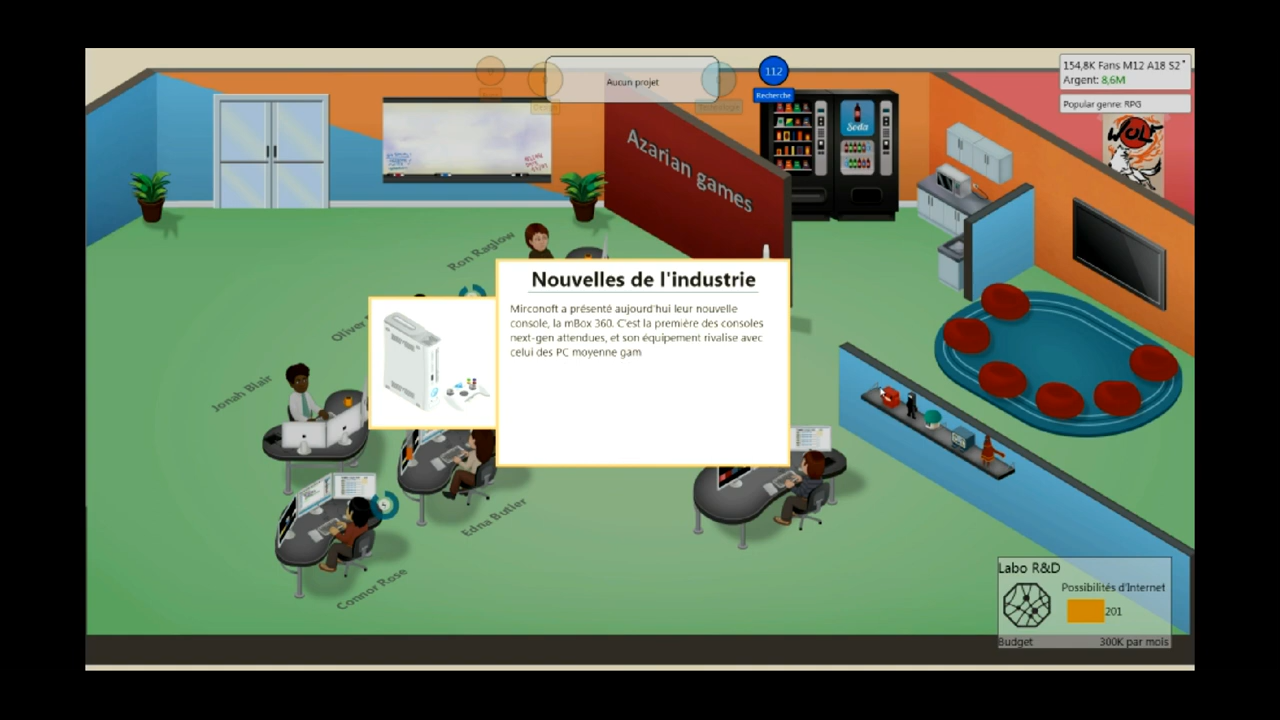 Aucun projet
112
Recherche
154,8K Fans M12 A18 S2
Argent: 8,6M
Popular genre: RPG
Soda
WOLF
Azarian games
Ron Raglow
Nouvelles de l'industrie
Mirconoft a présenté aujourd'hui leur nouvelle
console, la mBox 360. C'est la première des consoles
next-gen attendues, et son équipement rivalise avec
celui des PC moyenne gam
Oliver
Jonah Blair
Edna Butler
Connor Rose
Labo R&D
Possibilités d'Internet
201
Budget 300K par mois